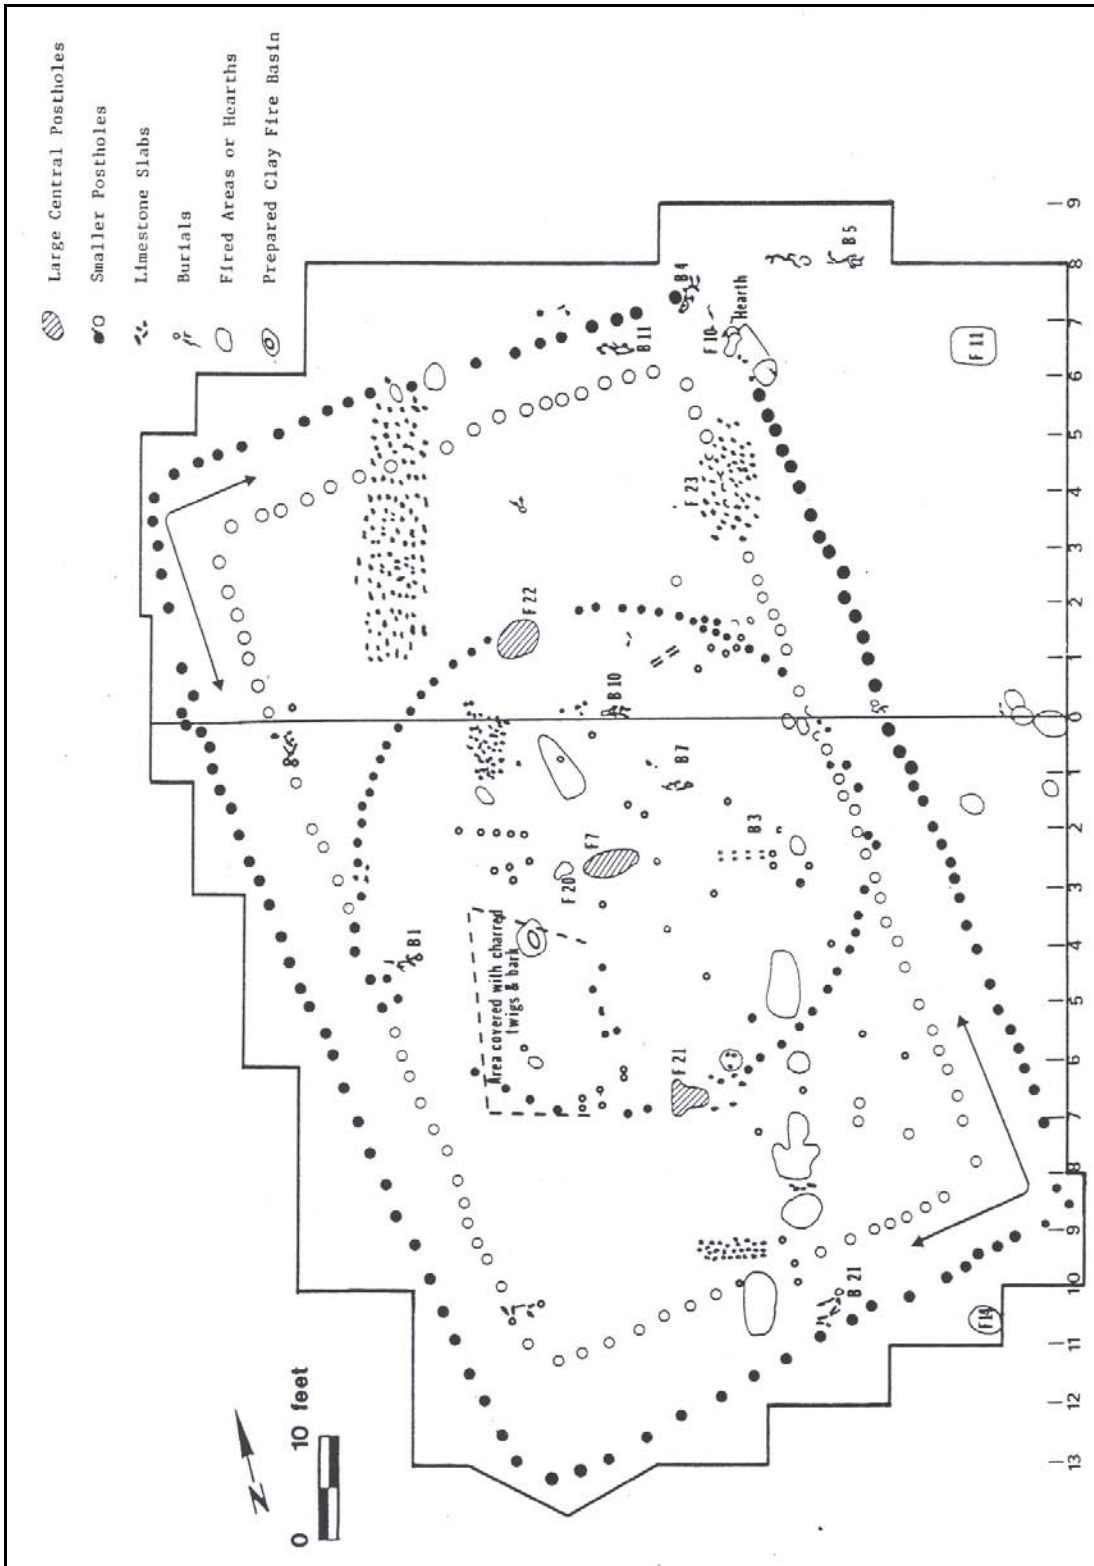 Large Central Postholes
Smaller Postholes
Limestone Slabs
Burials
Fired Areas or Hearths
Prepared Clay Fire Basin
F22
F23
B11
B4
F10
Hearth
B5
F11
B10
B7
B3
F7
F20
B1
Area covered with charred
twigs & bark
F21
B21
F14
N
0 10 feet
13 12 11 10 9 8 7 6 5 4 3 2 1 0 1 2 3 4 5 6 7 8 9